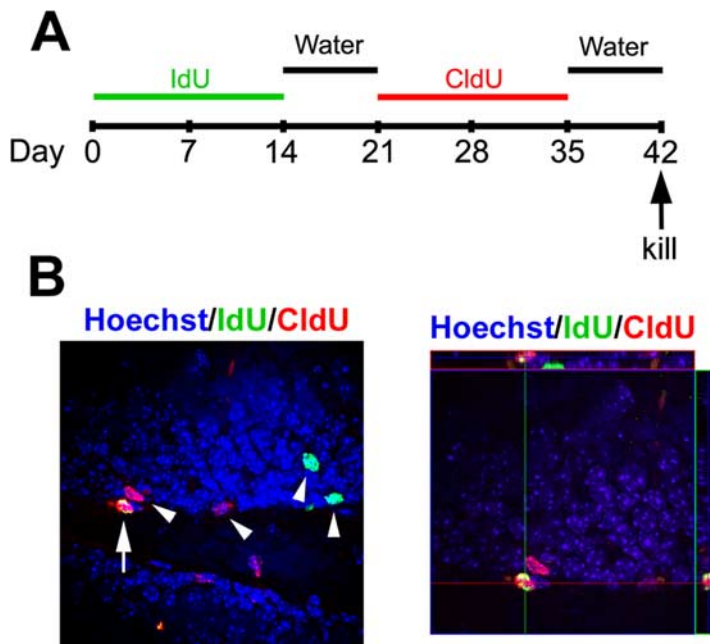 A
Water Water
IdU CldU
Day 0 7 14 21 28 35 42
kill
B
Hoechst/IdU/CldU Hoechst/IdU/CldU